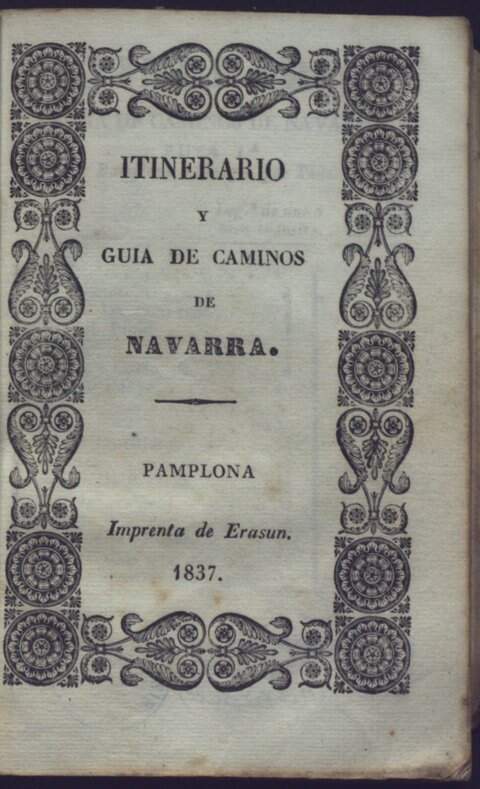 ITINERARIO
Y
GUIA DE CAMINOS
DE
NAVARRA.
PAMPLONA
Imprenta de Erasun.
1837.